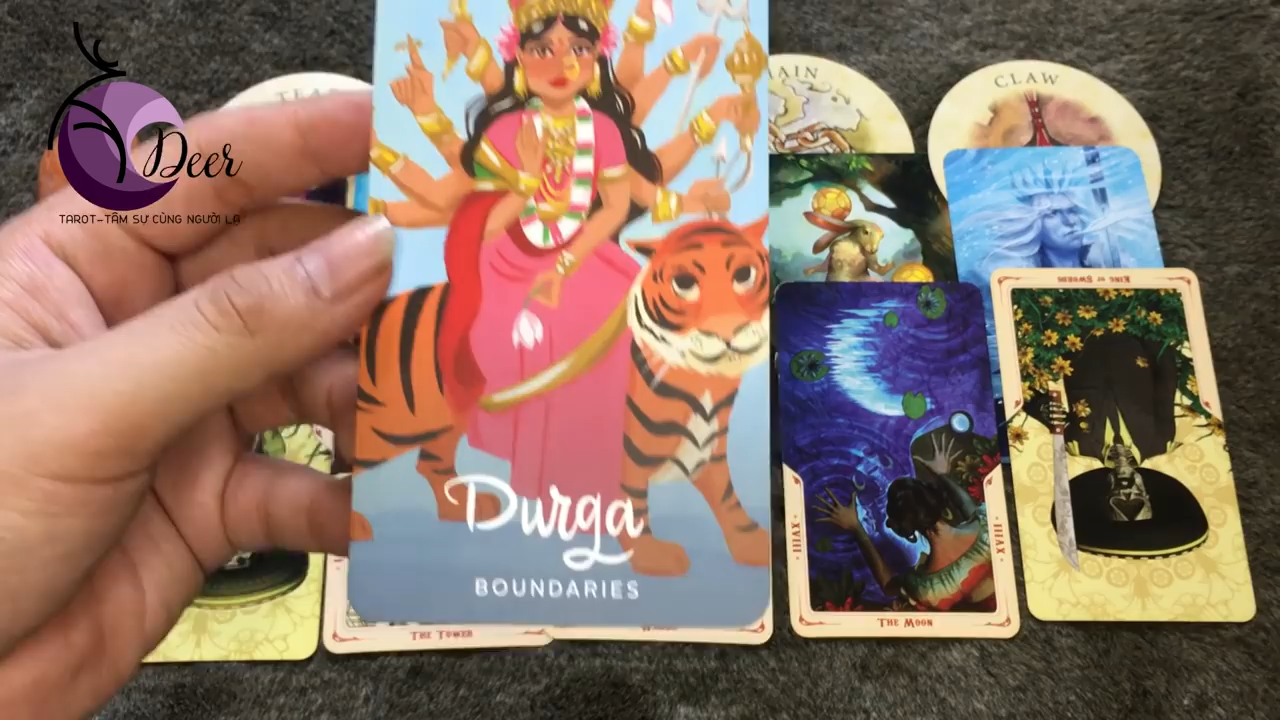 Deer
TAROT-TÂM SỰ CÙNG NGƯỜI LẠ
CLAW
KING OF SWORDS
Durga
BOUNDARIES
XVIII
XVIII
THE TOWER
THE MOON